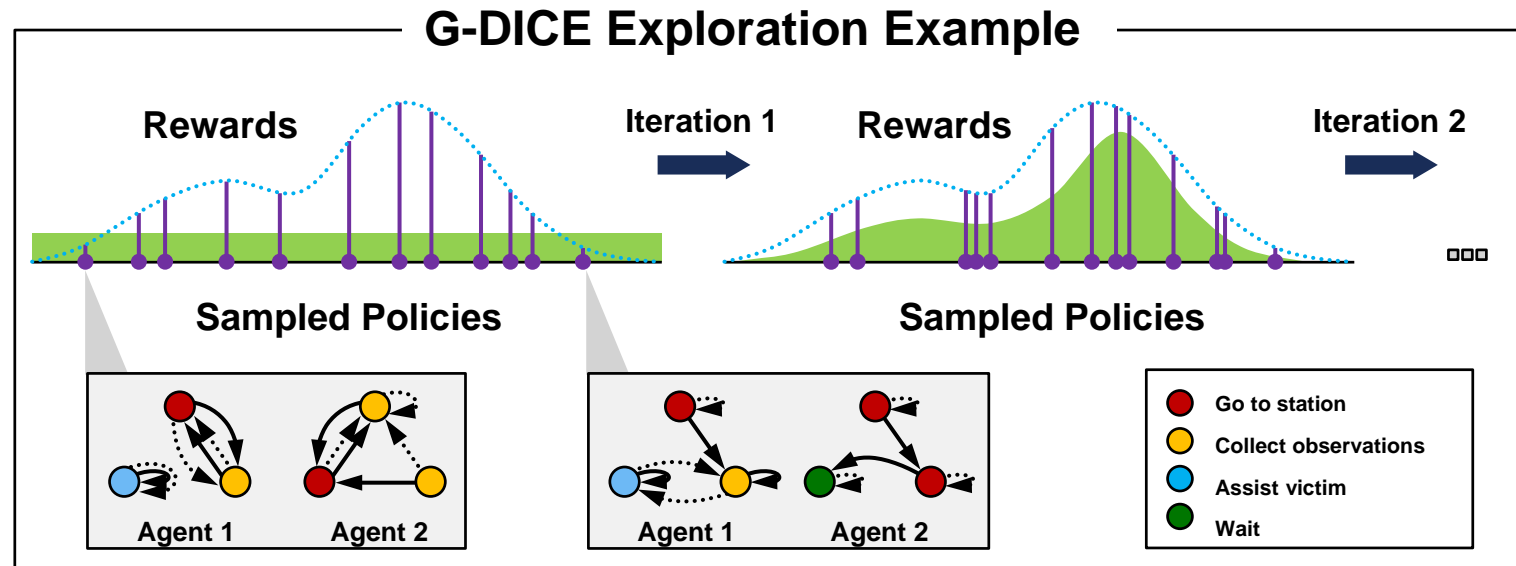 G-DICE Exploration Example
Rewards
Iteration 1
Rewards
Iteration 2
Sampled Policies
Sampled Policies
Agent 1
Agent 2
Agent 1
Agent 2
Go to station
Collect observations
Assist victim
Wait